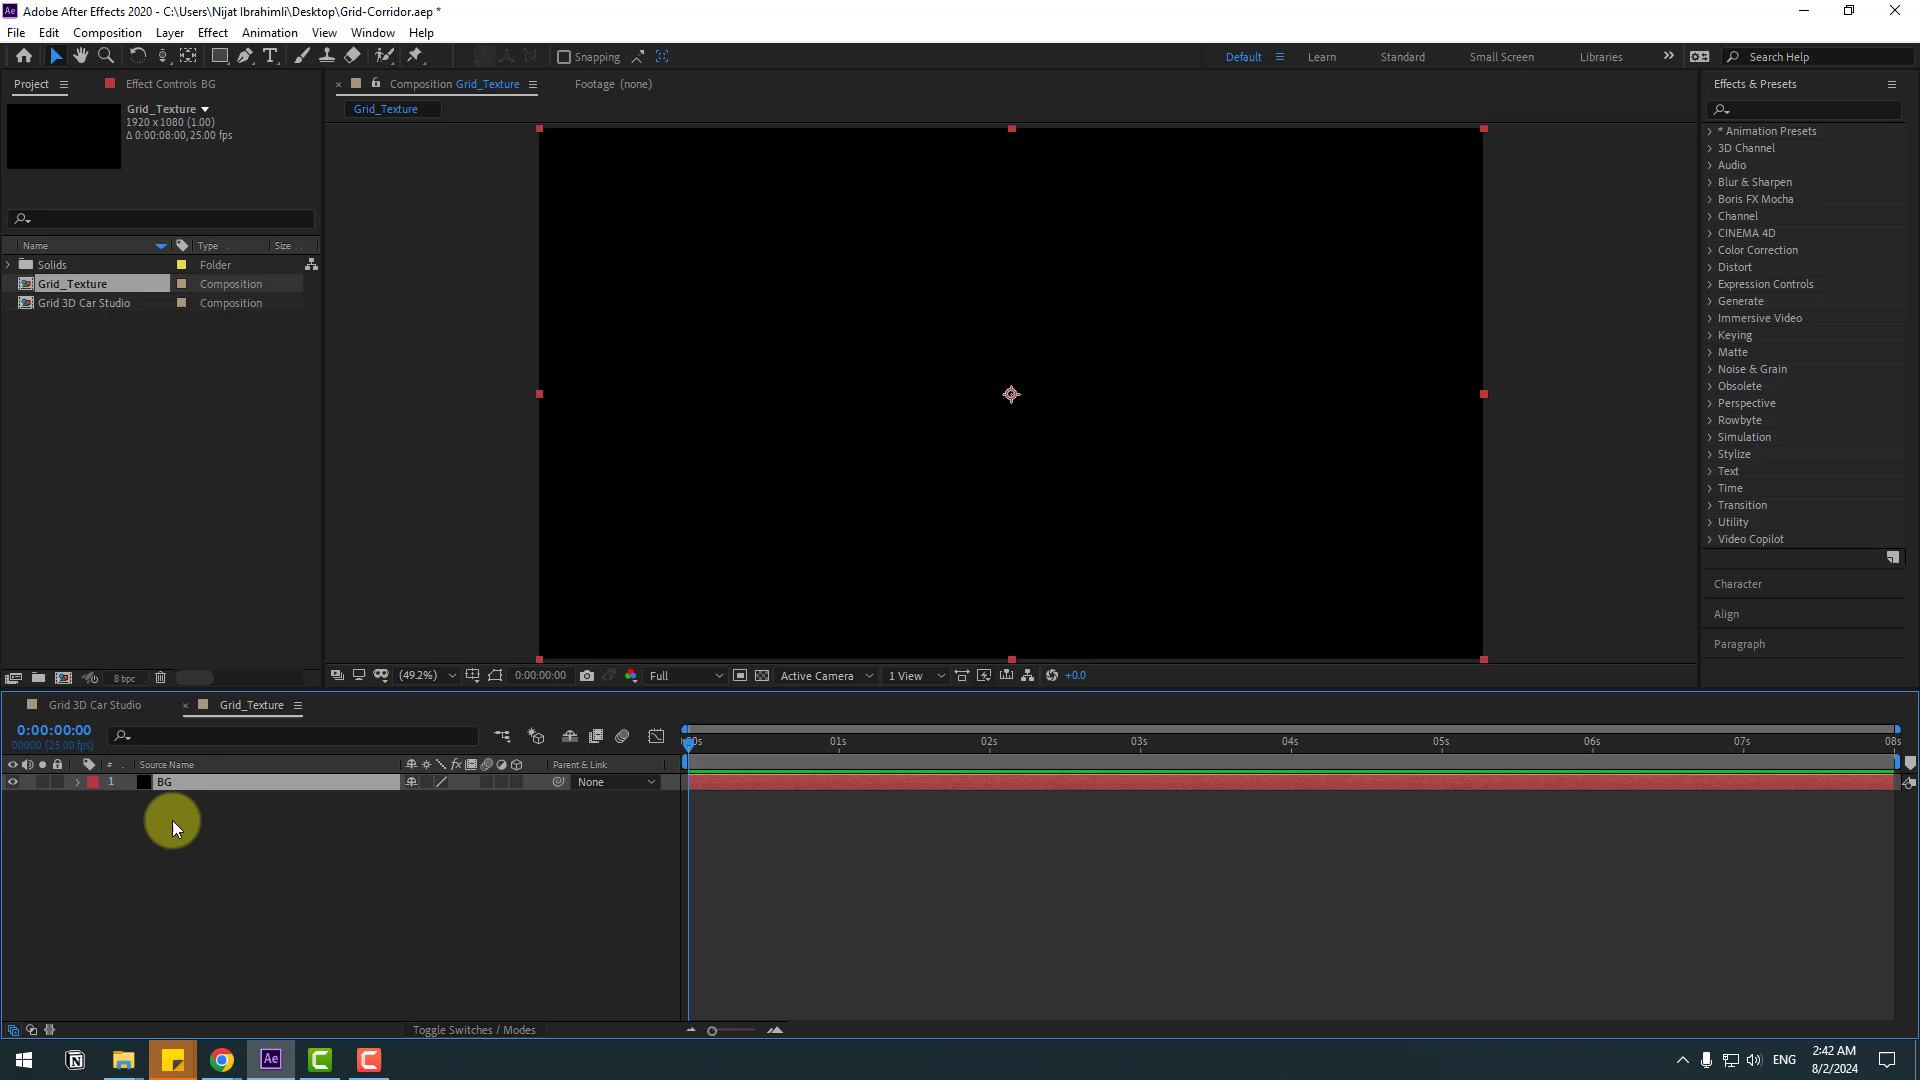 Adobe After Effects 2020 - C:\Users\Nijat Ibrahimli\Desktop\Grid-Corridor.aep *
File Edit Composition Layer Effect Animation View Window Help
Snapping Default Learn Standard Small Screen Libraries Search Help
Project Effect Controls BG Composition Grid_Texture Footage (none) Effects & Presets
Grid_Texture
1920 x 1080 (1.00)
Δ 0:00:08:00, 25.00 fps
Grid_Texture
Name Type Size
Solids Folder
Grid_Texture Composition
Grid 3D Car Studio Composition
* Animation Presets
3D Channel
Audio
Blur & Sharpen
Boris FX Mocha
Channel
CINEMA 4D
Color Correction
Distort
Expression Controls
Generate
Immersive Video
Keying
Matte
Noise & Grain
Obsolete
Perspective
Rowbyte
Simulation
Stylize
Text
Time
Transition
Utility
Video Copilot
Character
Align
Paragraph
8 bpc (49.2%) 0:00:00:00 Full Active Camera 1 View +0.0
Grid 3D Car Studio Grid_Texture
0:00:00:00
00000 (25.00 fps)
00s 01s 02s 03s 04s 05s 06s 07s 08s
# Source Name fx Parent & Link
1 BG None
Toggle Switches / Modes
Ae ENG 2:42 AM
8/2/2024